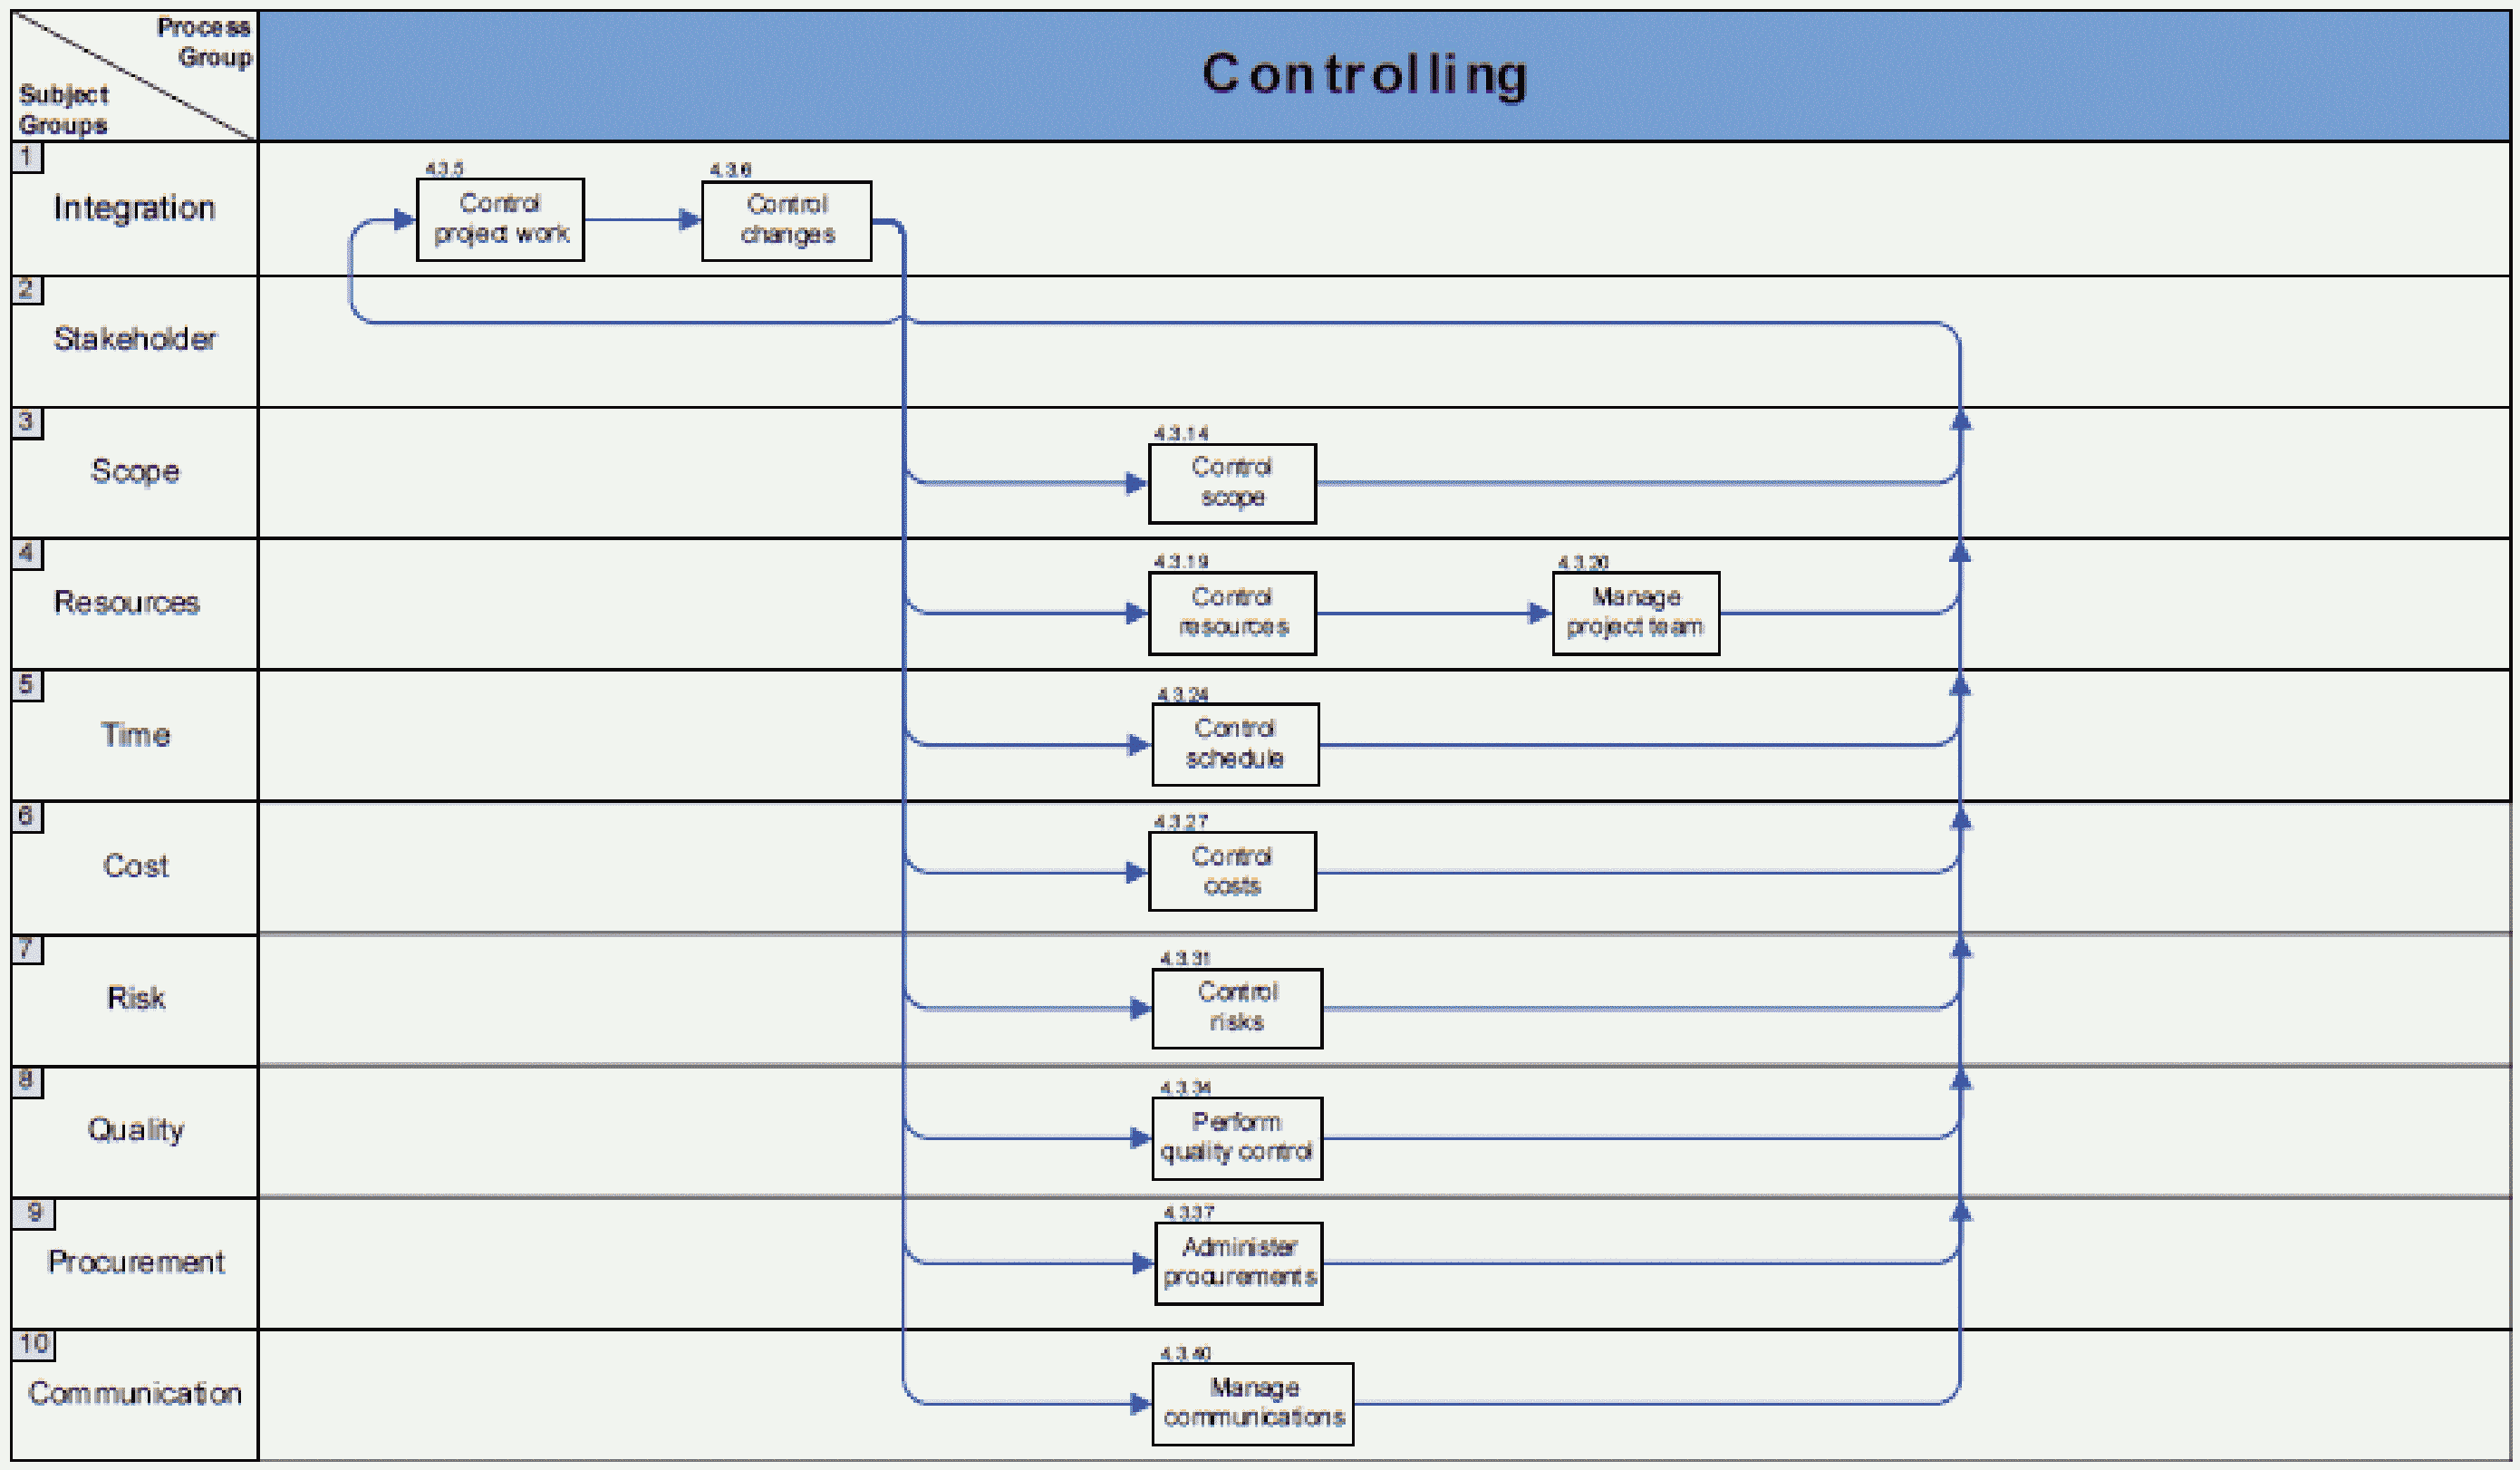 Process
Group
Subject
Groups
Controlling
1
Integration
4.3.5
Control
project work
4.3.6
Control
changes
2
Stakeholder
3
Scope
4.3.14
Control
scope
4
Resources
4.3.19
Control
resources
4.3.20
Manage
project team
5
Time
4.3.24
Control
schedule
6
Cost
4.3.27
Control
costs
7
Risk
4.3.31
Control
risks
8
Quality
4.3.34
Perform
quality control
9
Procurement
4.3.37
Administer
procurements
10
Communication
4.3.40
Manage
communications